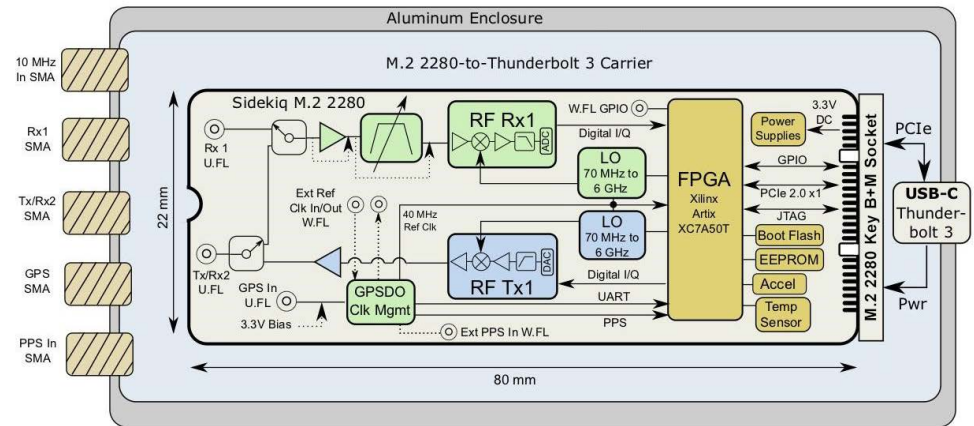 Aluminum Enclosure
M.2 2280-to-Thunderbolt 3 Carrier
10 MHz
In SMA
Rx1
SMA
Tx/Rx2
SMA
GPS
SMA
PPS In
SMA
22 mm
80 mm
Sidekiq M.2 2280
Rx 1
U.FL
Tx/Rx2
U.FL
GPS In
U.FL
3.3V Bias
Ext Ref
Clk In/Out
W.FL
40 MHz
Ref Clk
GPSDO
Clk Mgmt
Ext PPS In W.FL
RF Rx1
ADC
RF Tx1
DAC
W.FL GPIO
Digital I/Q
LO
70 MHz to
6 GHz
LO
70 MHz to
6 GHz
Digital I/Q
UART
PPS
FPGA
Xilinx
Artix
XC7A50T
Power
Supplies
3.3V
DC
GPIO
PCIe 2.0 x1
JTAG
Boot Flash
EEPROM
Accel
Temp
Sensor
M.2 2280 Key B+M Socket
PCIe
USB-C
Thunder-
bolt 3
Pwr